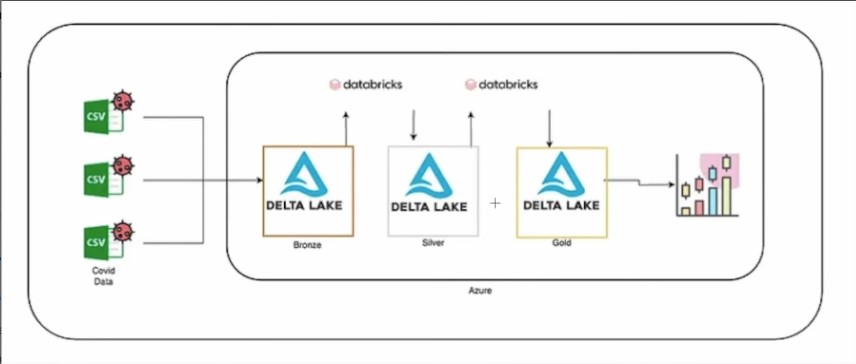 databricks
databricks
CSV
CSV
CSV
DELTA LAKE
DELTA LAKE
+
DELTA LAKE
Bronze
Silver
Gold
Covid
Data
Azure